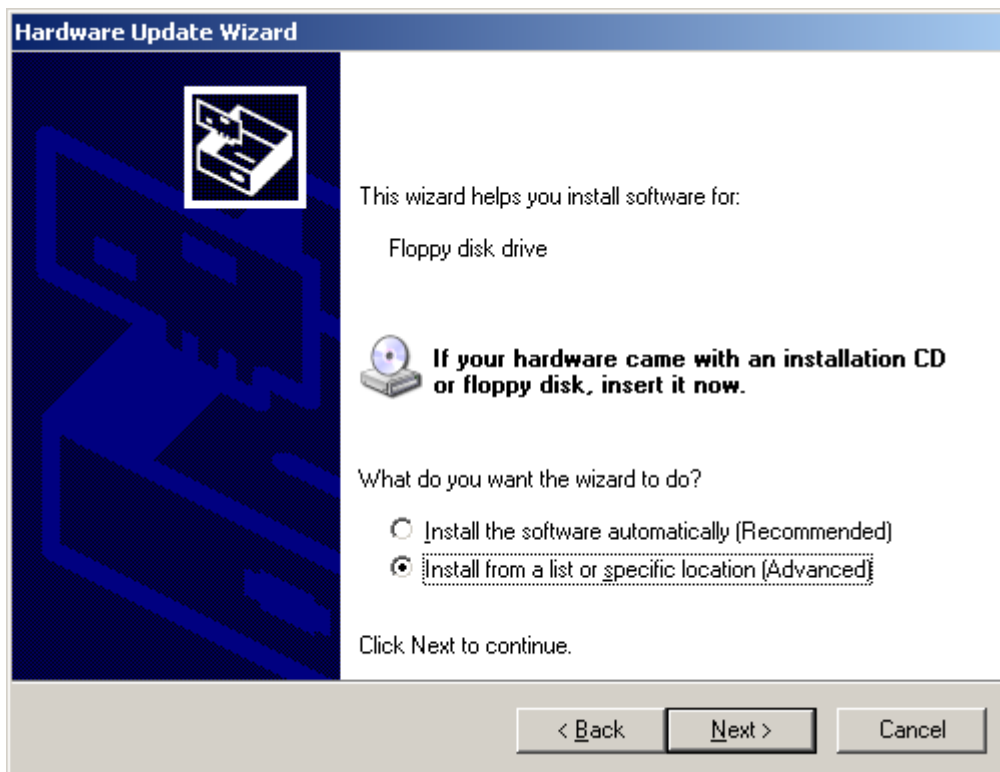 Hardware Update Wizard
This wizard helps you install software for:
Floppy disk drive
If your hardware came with an installation CD
or floppy disk, insert it now.
What do you want the wizard to do?
Install the software automatically (Recommended)
Install from a list or specific location (Advanced)
Click Next to continue.
< Back
Next >
Cancel